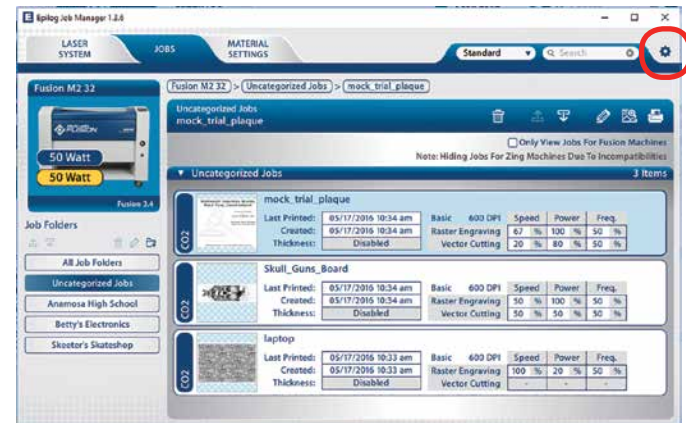 Epilog Job Manager 1.2.6
LASER SYSTEM
JOBS
MATERIAL SETTINGS
Standard
Search
Fusion M2 32
50 Watt
50 Watt
Fusion 2.4
Job Folders
All Job Folders
Uncategorized Jobs
Anamosa High School
Betty's Electronics
Skeeter's Skateshop
Fusion M2 32 > Uncategorized Jobs > mock_trial_plaque
Uncategorized Jobs
mock_trial_plaque
Only View Jobs For Fusion Machines
Note: Hiding Jobs For Zing Machines Due To Incompatibilities
Uncategorized Jobs 3 Items
CO2
mock_trial_plaque
Last Printed: 05/17/2016 10:34 am Basic 600 DPI Speed Power Freq.
Created: 05/17/2016 10:34 am Raster Engraving 67 % 100 % 50 %
Thickness: Disabled Vector Cutting 20 % 80 % 50 %
CO2
Skull_Guns_Board
Last Printed: 05/17/2016 10:34 am Basic 600 DPI Speed Power Freq.
Created: 05/17/2016 10:34 am Raster Engraving 50 % 100 % 50 %
Thickness: Disabled Vector Cutting 50 % 50 % 50 %
CO2
laptop
Last Printed: 05/17/2016 10:33 am Basic 600 DPI Speed Power Freq.
Created: 05/17/2016 10:33 am Raster Engraving 100 % 20 % 50 %
Thickness: Disabled Vector Cutting - - -